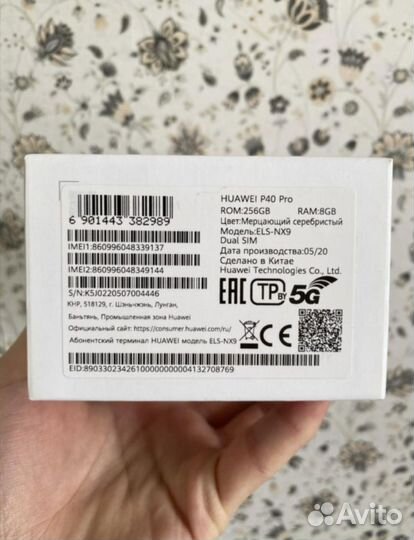 6 901443 382989
IMEI1:860996048339137
IMEI2:860996048349144
S/N:K5J0220507004446
КНР, 518129, г. Шэньчжэнь, Лунган,
Баньтянь, Промышленная зона Huawei
Официальный сайт: https://consumer.huawei.com/ru/
Абонентский терминал HUAWEI модель ELS-NX9
EID:89033023426100000000004132708769
HUAWEI P40 Pro
ROM:256GB RAM:8GB
Цвет:Мерцающий серебристый
Модель:ELS-NX9
Dual SIM
Дата производства:05/20
Сделано в Китае
Huawei Technologies Co., Ltd.
EAC TP BY 5G
CE
Avito